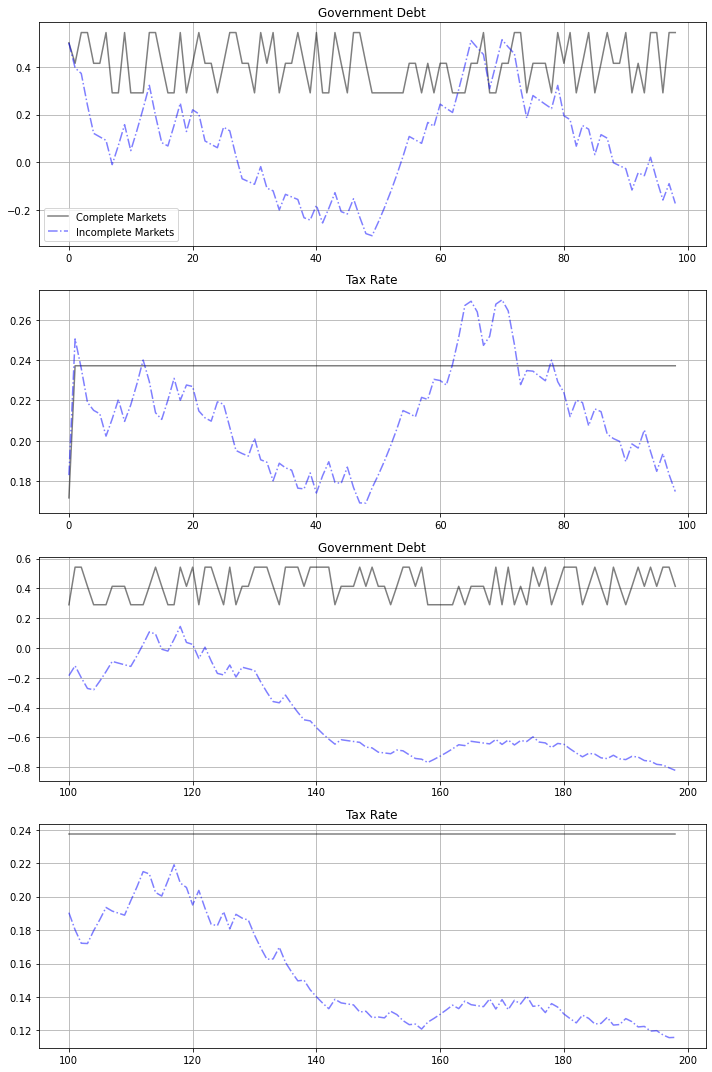 Government Debt
0.4
0.2
0.0
−0.2
Complete Markets
Incomplete Markets
0 20 40 60 80 100
Tax Rate
0.26
0.24
0.22
0.20
0.18
0 20 40 60 80 100
Government Debt
0.6
0.4
0.2
0.0
−0.2
−0.4
−0.6
−0.8
100 120 140 160 180 200
Tax Rate
0.24
0.22
0.20
0.18
0.16
0.14
0.12
100 120 140 160 180 200